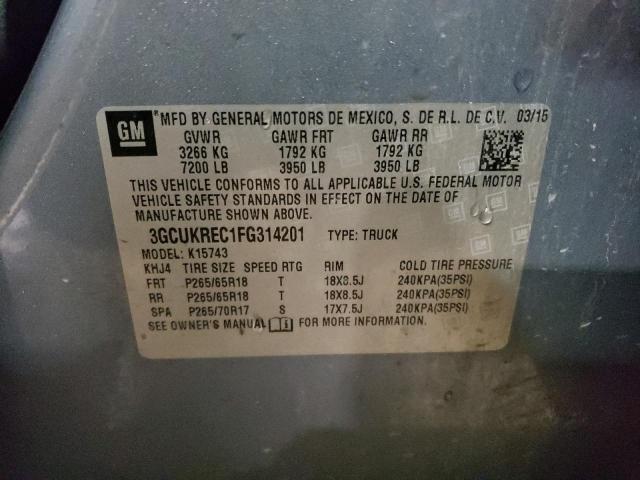 GM
MFD BY GENERAL MOTORS DE MEXICO, S. DE R.L. DE C.V. 03/15
GVWR GAWR FRT GAWR RR
3266 KG 1792 KG 1792 KG
7200 LB 3950 LB 3950 LB
THIS VEHICLE CONFORMS TO ALL APPLICABLE U.S. FEDERAL MOTOR
VEHICLE SAFETY STANDARDS IN EFFECT ON THE DATE OF
MANUFACTURE SHOWN ABOVE.
3GCUKREC1FG314201 TYPE: TRUCK
MODEL: K15743
KHJ4 TIRE SIZE SPEED RTG RIM COLD TIRE PRESSURE
FRT P265/65R18 T 18X8.5J 240KPA(35PSI)
RR P265/65R18 T 18X8.5J 240KPA(35PSI)
SPA P265/70R17 S 17X7.5J 240KPA(35PSI)
SEE OWNER'S MANUAL FOR MORE INFORMATION.